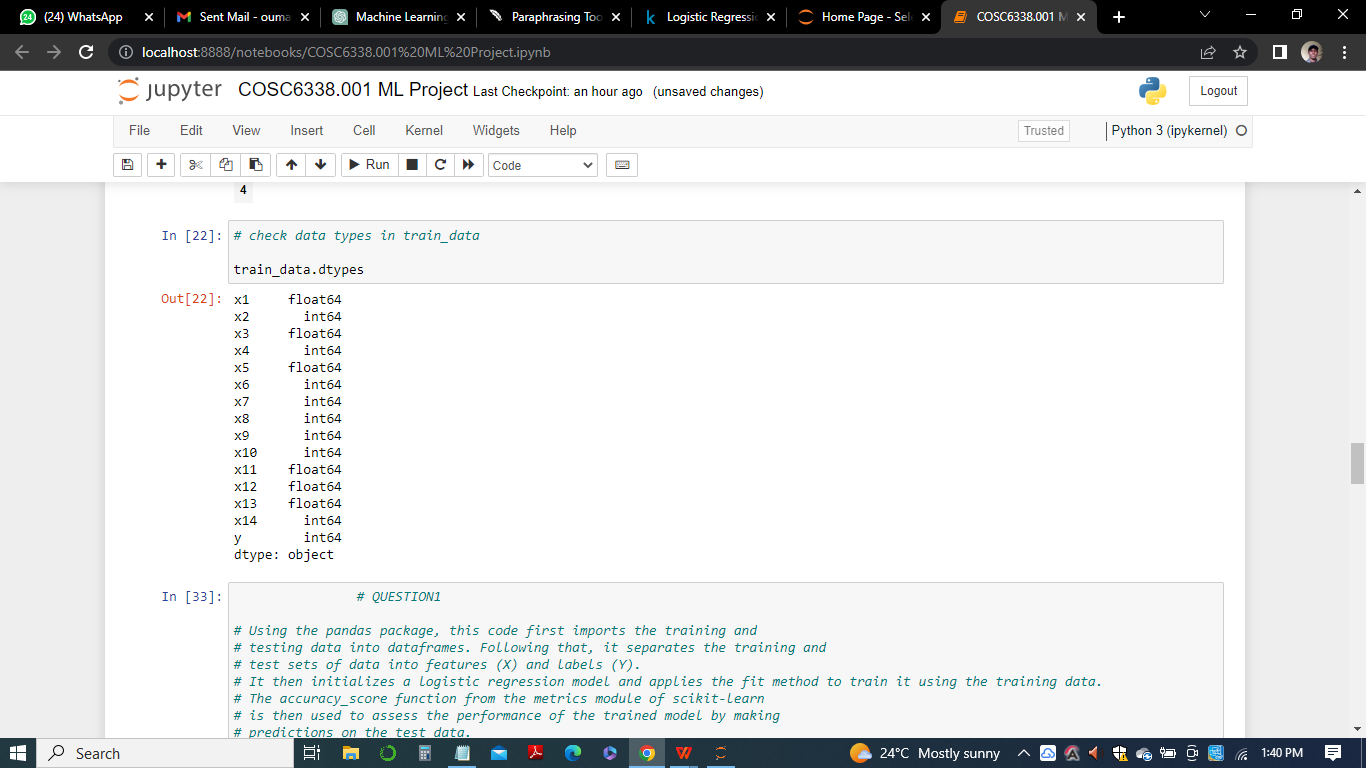 (24) WhatsApp
Sent Mail - ouma
Machine Learning
Paraphrasing Too
Logistic Regressi
Home Page - Sel
COSC6338.001 M
localhost:8888/notebooks/COSC6338.001%20ML%20Project.ipynb
jupyter COSC6338.001 ML Project Last Checkpoint: an hour ago (unsaved changes)
Logout
File Edit View Insert Cell Kernel Widgets Help
Trusted
Python 3 (ipykernel)
Run
Code
4
In [22]: # check data types in train_data
train_data.dtypes
Out[22]: x1 float64
x2 int64
x3 float64
x4 int64
x5 float64
x6 int64
x7 int64
x8 int64
x9 int64
x10 int64
x11 float64
x12 float64
x13 float64
x14 int64
y int64
dtype: object
In [33]: # QUESTION1
# Using the pandas package, this code first imports the training and
# testing data into dataframes. Following that, it separates the training and
# test sets of data into features (X) and labels (Y).
# It then initializes a logistic regression model and applies the fit method to train it using the training data.
# The accuracy_score function from the metrics module of scikit-learn
# is then used to assess the performance of the trained model by making
# predictions on the test data.
Search
24°C Mostly sunny
1:40 PM